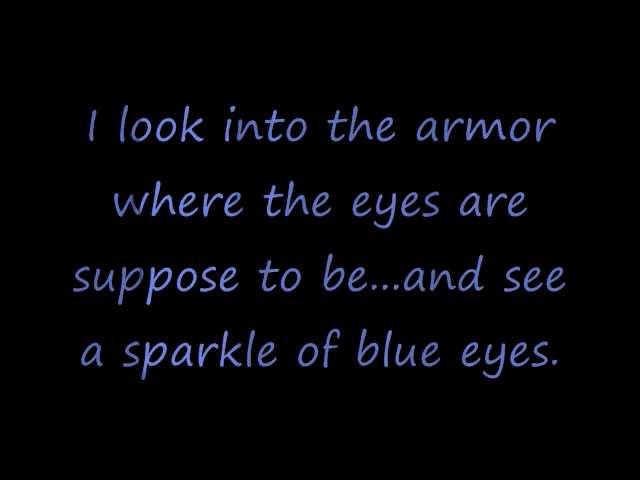 I look into the armor
where the eyes are
suppose to be...and see
a sparkle of blue eyes.